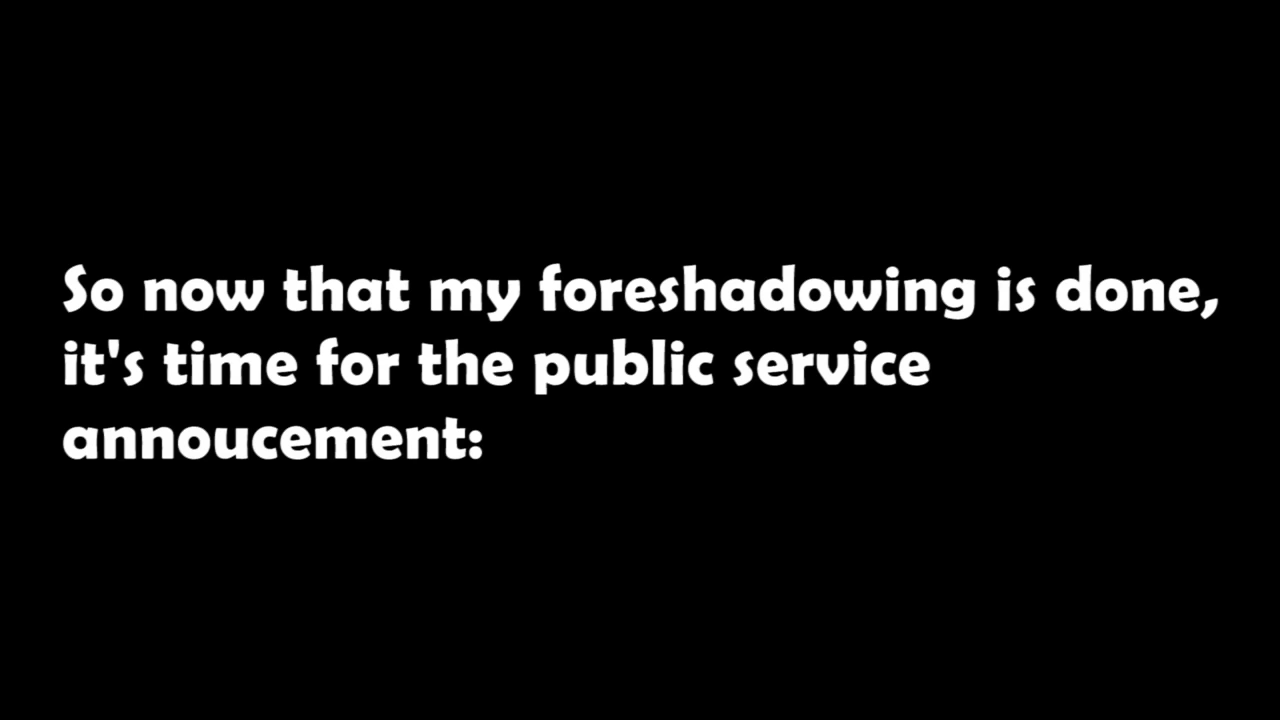 So now that my foreshadowing is done,
it's time for the public service
annoucement: